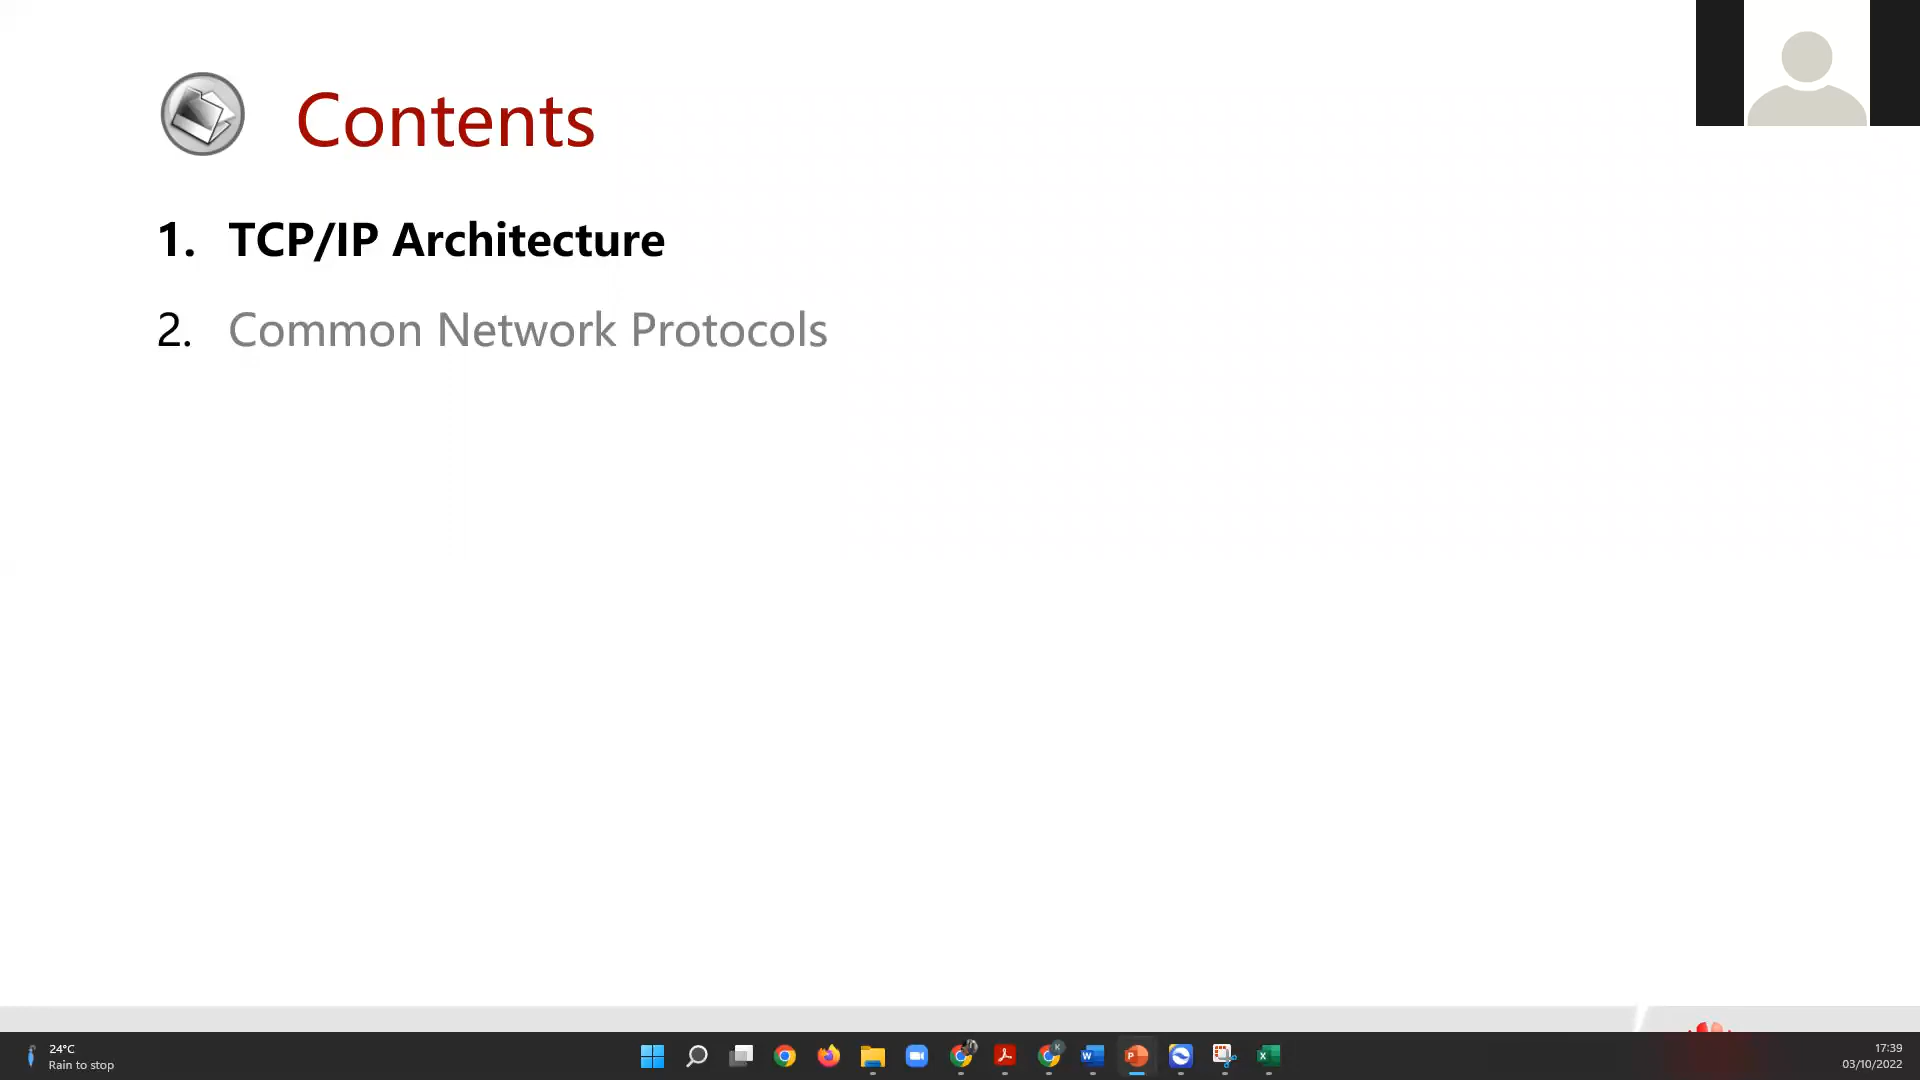 Contents
1. TCP/IP Architecture
2. Common Network Protocols
24°C
Rain to stop
17:39
03/10/2022